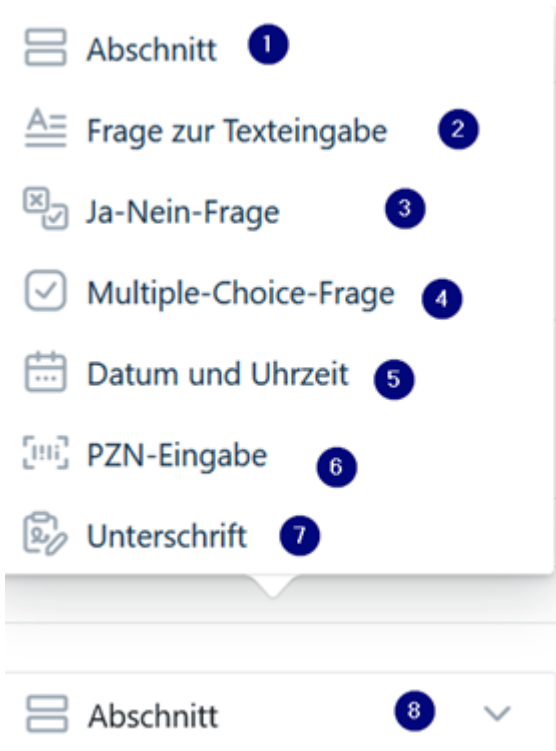 Abschnitt 1
Frage zur Texteingabe 2
Ja-Nein-Frage 3
Multiple-Choice-Frage 4
Datum und Uhrzeit 5
PZN-Eingabe 6
Unterschrift 7
Abschnitt 8